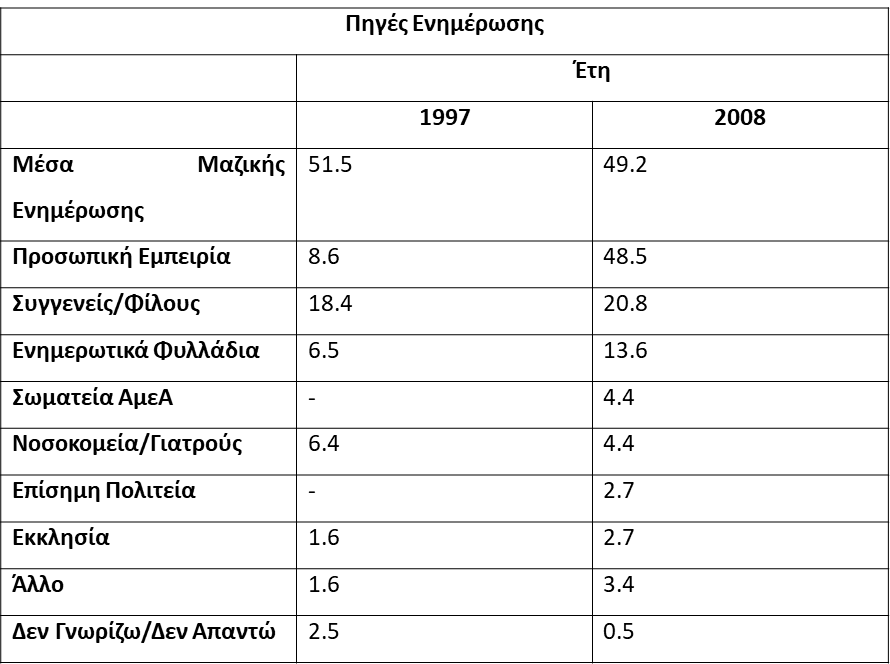 Πηγές Ενημέρωσης
Έτη
1997 2008
Μέσα Μαζικής 51.5 49.2
Ενημέρωσης
Προσωπική Εμπειρία 8.6 48.5
Συγγενείς/Φίλους 18.4 20.8
Ενημερωτικά Φυλλάδια 6.5 13.6
Σωματεία ΑμεΑ - 4.4
Νοσοκομεία/Γιατρούς 6.4 4.4
Επίσημη Πολιτεία - 2.7
Εκκλησία 1.6 2.7
Άλλο 1.6 3.4
Δεν Γνωρίζω/Δεν Απαντώ 2.5 0.5